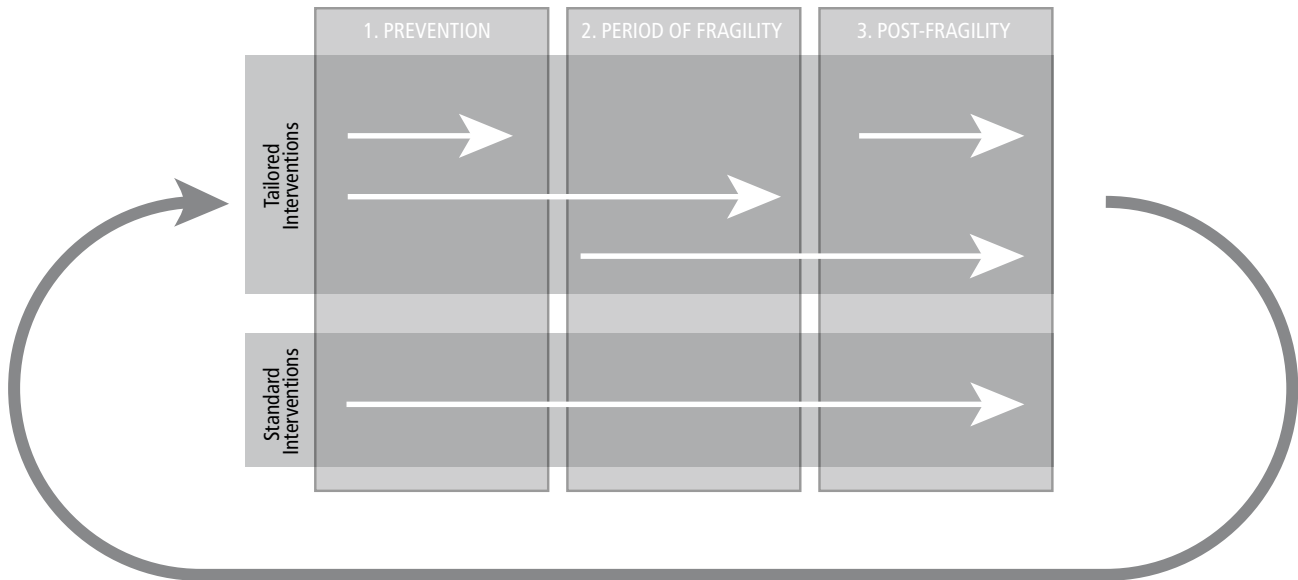 1. PREVENTION
2. PERIOD OF FRAGILITY
3. POST-FRAGILITY
Tailored
Interventions
Standard
Interventions